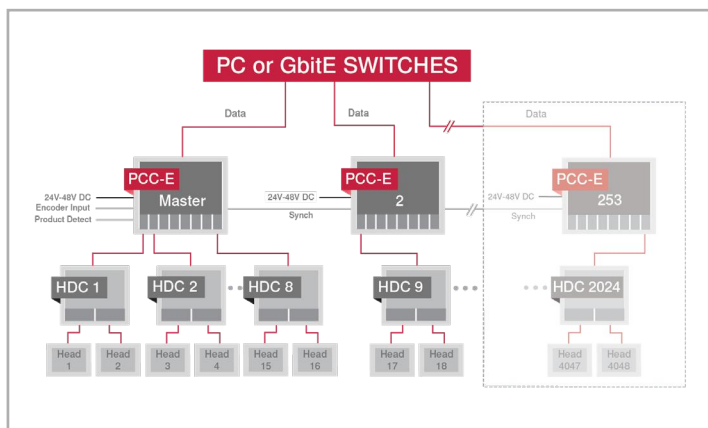 PC or GbitE SWITCHES
Data
Data
Data
PCC-E
Master
PCC-E
2
PCC-E
253
24V-48V DC
Encoder Input
Product Detect
24V-48V DC
Synch
24V-48V DC
Synch
HDC 1
HDC 2
HDC 8
HDC 9
HDC 2024
Head
1
Head
2
Head
3
Head
4
Head
15
Head
16
Head
17
Head
18
Head
4047
Head
4048